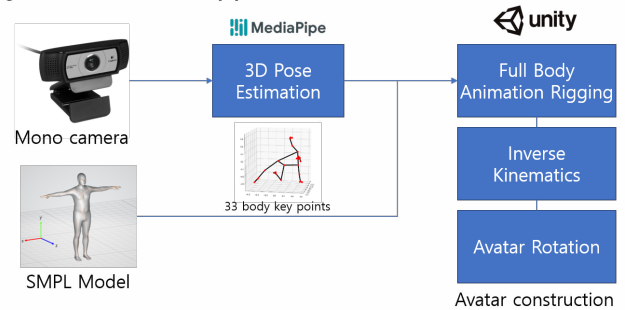 MediaPipe
unity
3D Pose
Estimation
Full Body
Animation Rigging
Mono camera
Inverse
Kinematics
33 body key points
Avatar Rotation
SMPL Model
Avatar construction